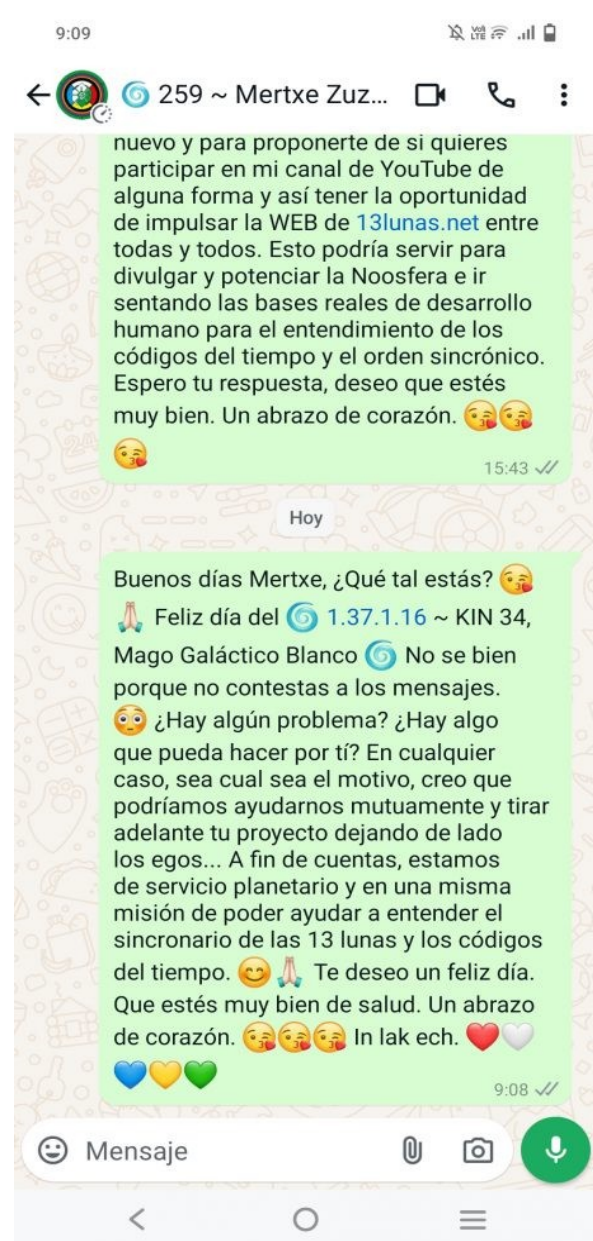 9:09
Vo) LTE
259 ~ Mertxe Zuz...
nuevo y para proponerte de si quieres
participar en mi canal de YouTube de
alguna forma y así tener la oportunidad
de impulsar la WEB de 13lunas.net entre
todas y todos. Esto podría servir para
divulgar y potenciar la Noosfera e ir
sentando las bases reales de desarrollo
humano para el entendimiento de los
códigos del tiempo y el orden sincrónico.
Espero tu respuesta, deseo que estés
muy bien. Un abrazo de corazón. 😘😘
😘
15:43
Hoy
Buenos días Mertxe, ¿Qué tal estás? 😘
🙏🏻 Feliz día del 🌀 1.37.1.16 ~ KIN 34,
Mago Galáctico Blanco 🌀 No se bien
porque no contestas a los mensajes.
😳 ¿Hay algún problema? ¿Hay algo
que pueda hacer por tí? En cualquier
caso, sea cual sea el motivo, creo que
podríamos ayudarnos mutuamente y tirar
adelante tu proyecto dejando de lado
los egos... A fin de cuentas, estamos
de servicio planetario y en una misma
misión de poder ayudar a entender el
sincronario de las 13 lunas y los códigos
del tiempo. 😊🙏🏻 Te deseo un feliz día.
Que estés muy bien de salud. Un abrazo
de corazón. 😘😘😘 In lak ech. ❤️🤍
💙💛💚
9:08
Mensaje